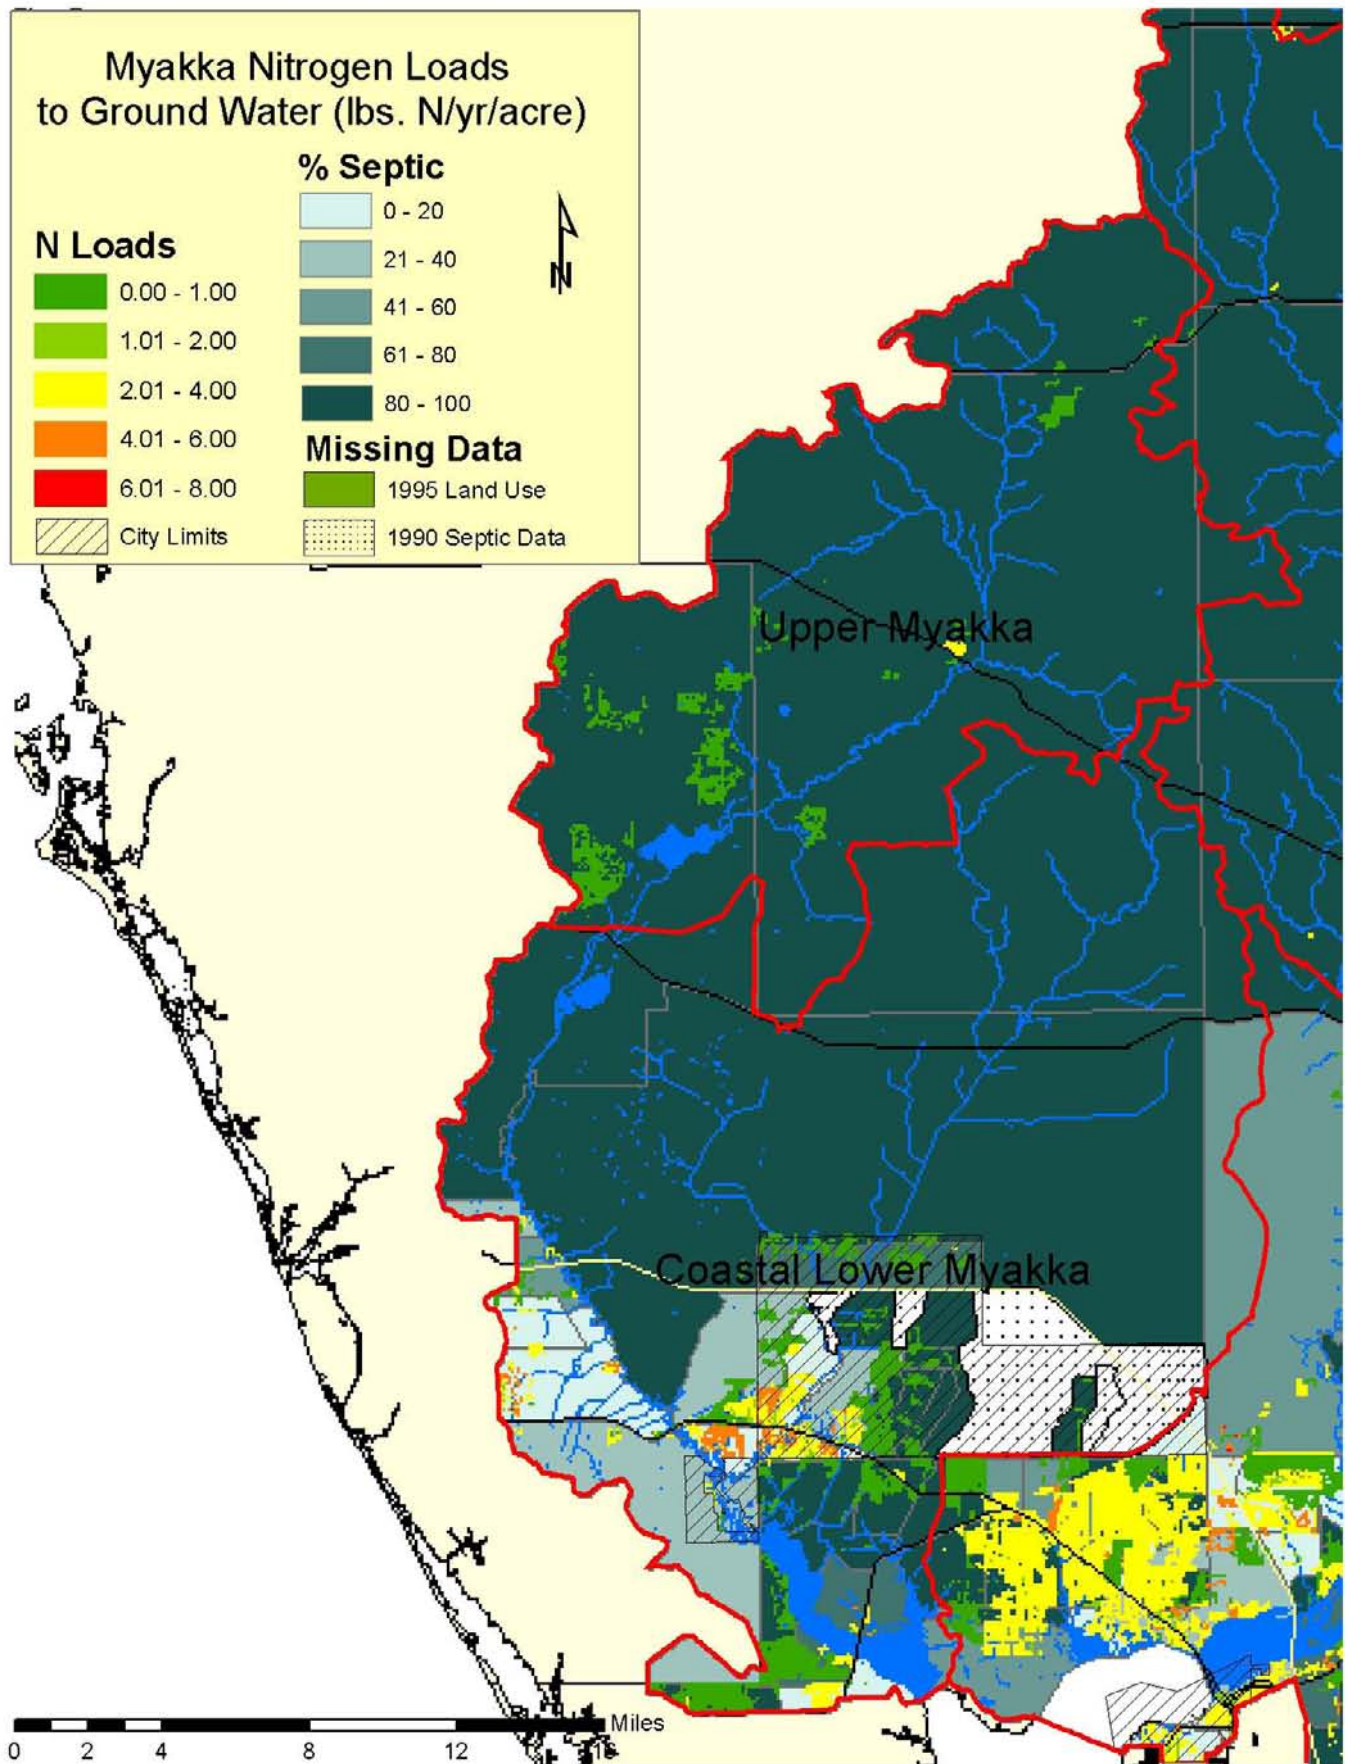 Myakka Nitrogen Loads
to Ground Water (lbs. N/yr/acre)
N Loads
0.00 - 1.00
1.01 - 2.00
2.01 - 4.00
4.01 - 6.00
6.01 - 8.00
City Limits
% Septic
0 - 20
21 - 40
41 - 60
61 - 80
80 - 100
Missing Data
1995 Land Use
1990 Septic Data
N
Upper Myakka
Coastal Lower Myakka
Miles
0 2 4 8 12